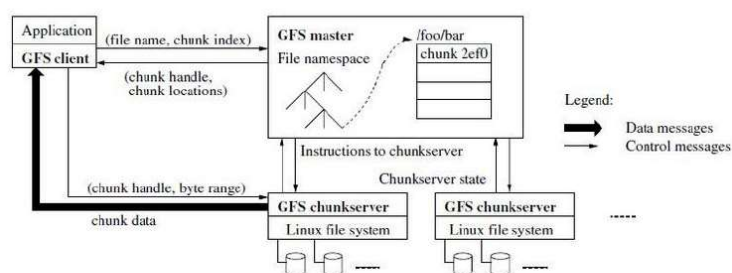 Application
GFS client
(file name, chunk index)
(chunk handle,
chunk locations)
GFS master
File namespace
/foo/bar
chunk 2ef0
Legend:
Data messages
Control messages
Instructions to chunkserver
Chunkserver state
(chunk handle, byte range)
chunk data
GFS chunkserver
Linux file system
GFS chunkserver
Linux file system